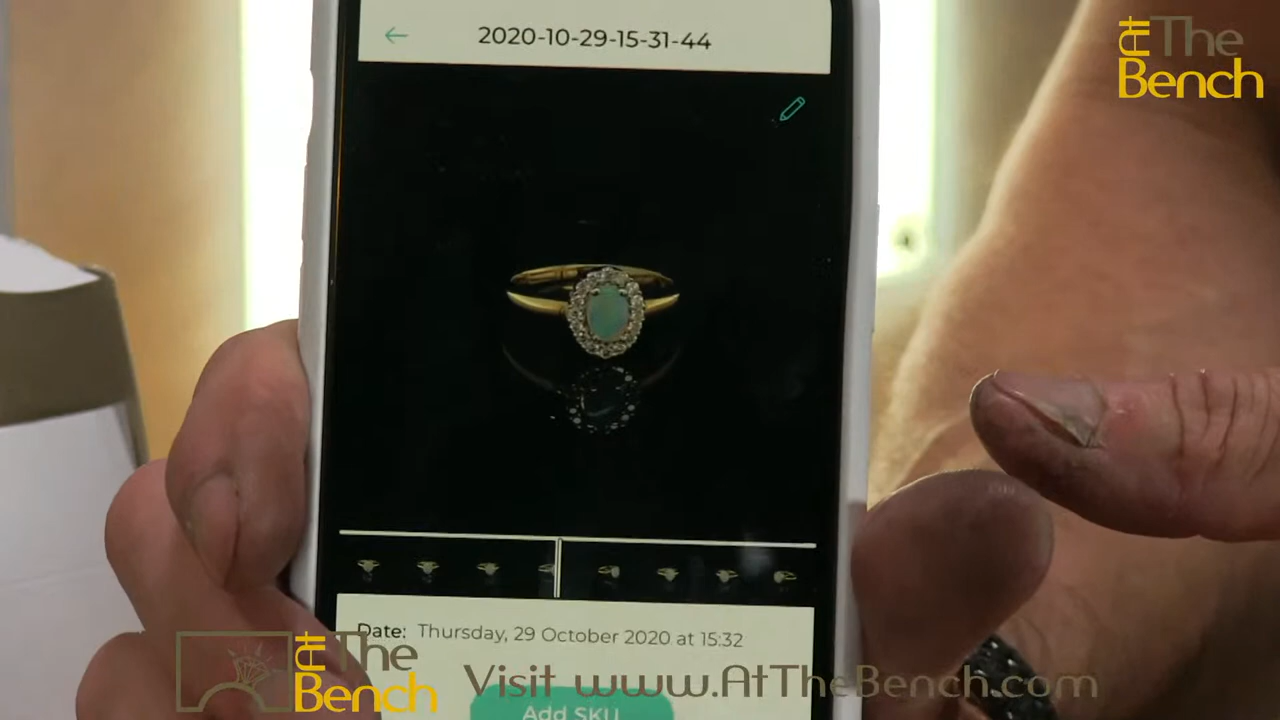 2020-10-29-15-31-44
At The
Bench
Date: Thursday, 29 October 2020 at 15:32
At The
Bench
Visit www.AtTheBench.com
Add SKU